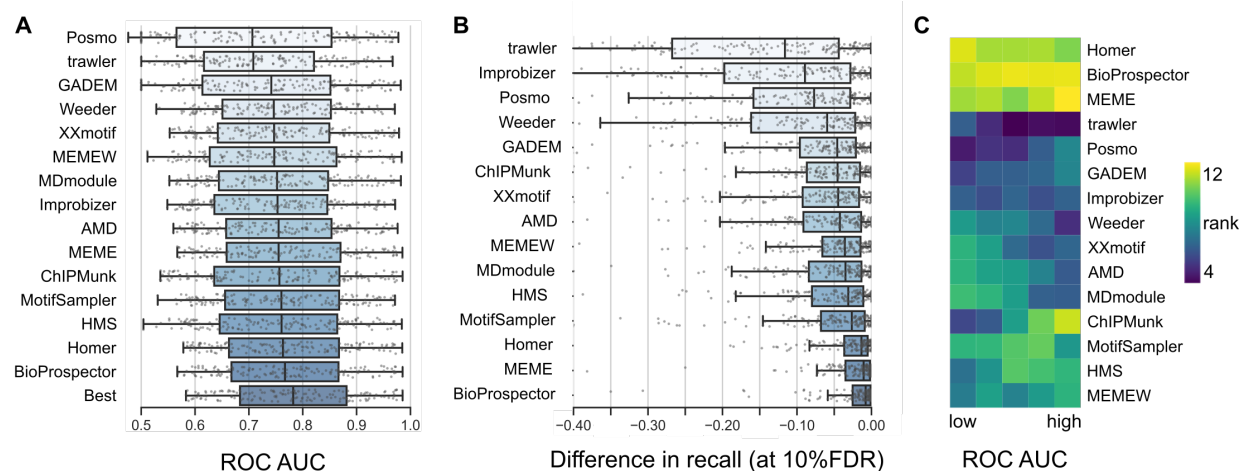 A
Posmo
trawler
GADEM
Weeder
XXmotif
MEMEW
MDmodule
Improbizer
AMD
MEME
ChIPMunk
MotifSampler
HMS
Homer
BioProspector
Best
0.5 0.6 0.7 0.8 0.9 1.0
ROC AUC
B
trawler
Improbizer
Posmo
Weeder
GADEM
ChIPMunk
XXmotif
AMD
MEMEW
MDmodule
HMS
MotifSampler
Homer
MEME
BioProspector
−0.40 −0.30 −0.20 −0.10 0.00
Difference in recall (at 10%FDR)
C
Homer
BioProspector
MEME
trawler
Posmo
GADEM
Improbizer
Weeder
XXmotif
AMD
MDmodule
ChIPMunk
MotifSampler
HMS
MEMEW
low high
ROC AUC
12
rank
4